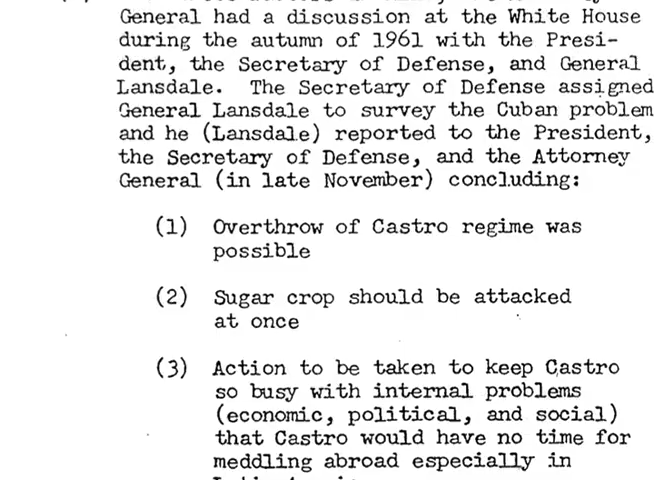 General had a discussion at the White House
during the autumn of 1961 with the Presi-
dent, the Secretary of Defense, and General
Lansdale. The Secretary of Defense assigned
General Lansdale to survey the Cuban problem
and he (Lansdale) reported to the President,
the Secretary of Defense, and the Attorney
General (in late November) concluding:
(1) Overthrow of Castro regime was
possible
(2) Sugar crop should be attacked
at once
(3) Action to be taken to keep Castro
so busy with internal problems
(economic, political, and social)
that Castro would have no time for
meddling abroad especially in